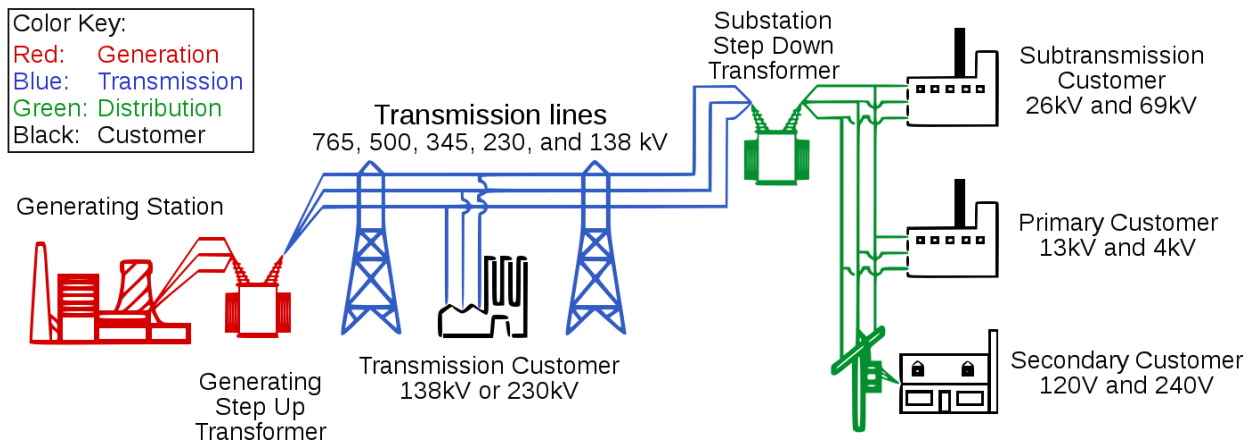 Color Key:
Red: Generation
Blue: Transmission
Green: Distribution
Black: Customer
Substation
Step Down
Transformer
Subtransmission
Customer
26kV and 69kV
Transmission lines
765, 500, 345, 230, and 138 kV
Generating Station
Primary Customer
13kV and 4kV
Transmission Customer
138kV or 230kV
Secondary Customer
120V and 240V
Generating
Step Up
Transformer